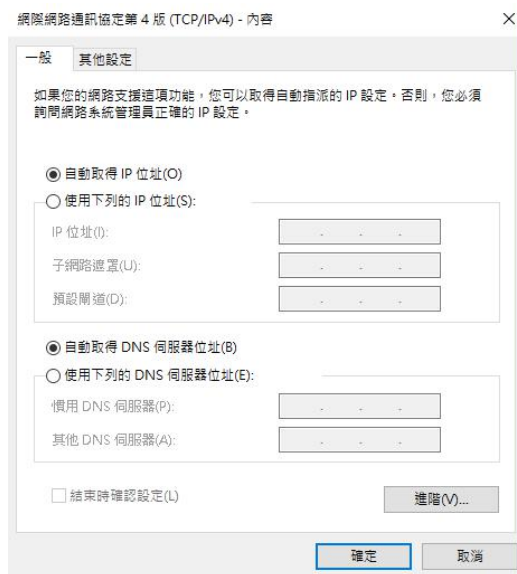 網際網路通訊協定第 4 版 (TCP/IPv4) - 內容
一般
其他設定
如果您的網路支援這項功能，您可以取得自動指派的 IP 設定。否則，您必須
詢問網路系統管理員正確的 IP 設定。
自動取得 IP 位址(O)
使用下列的 IP 位址(S):
IP 位址(I):
子網路遮罩(U):
預設閘道(D):
自動取得 DNS 伺服器位址(B)
使用下列的 DNS 伺服器位址(E):
慣用 DNS 伺服器(P):
其他 DNS 伺服器(A):
結束時確認設定(L)
進階(V)...
確定
取消